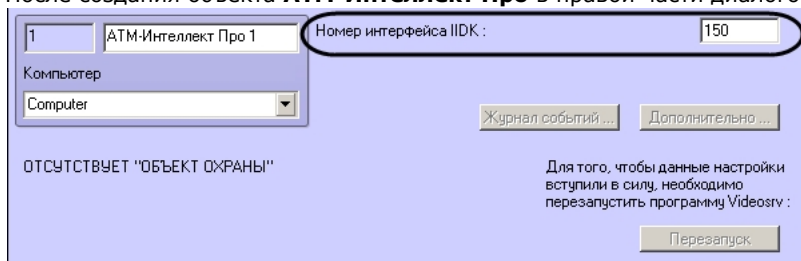 После создания объекта АТМ-Интеллект Про в правой части диалого
1 АТМ-Интеллект Про 1 Номер интерфейса IIDK : 150
Компьютер
Computer
Журнал событий ... Дополнительно ...
ОТСУТСТВУЕТ "ОБЪЕКТ ОХРАНЫ"
Для того, чтобы данные настройки
вступили в силу, необходимо
перезапустить программу Videosrv :
Перезапуск